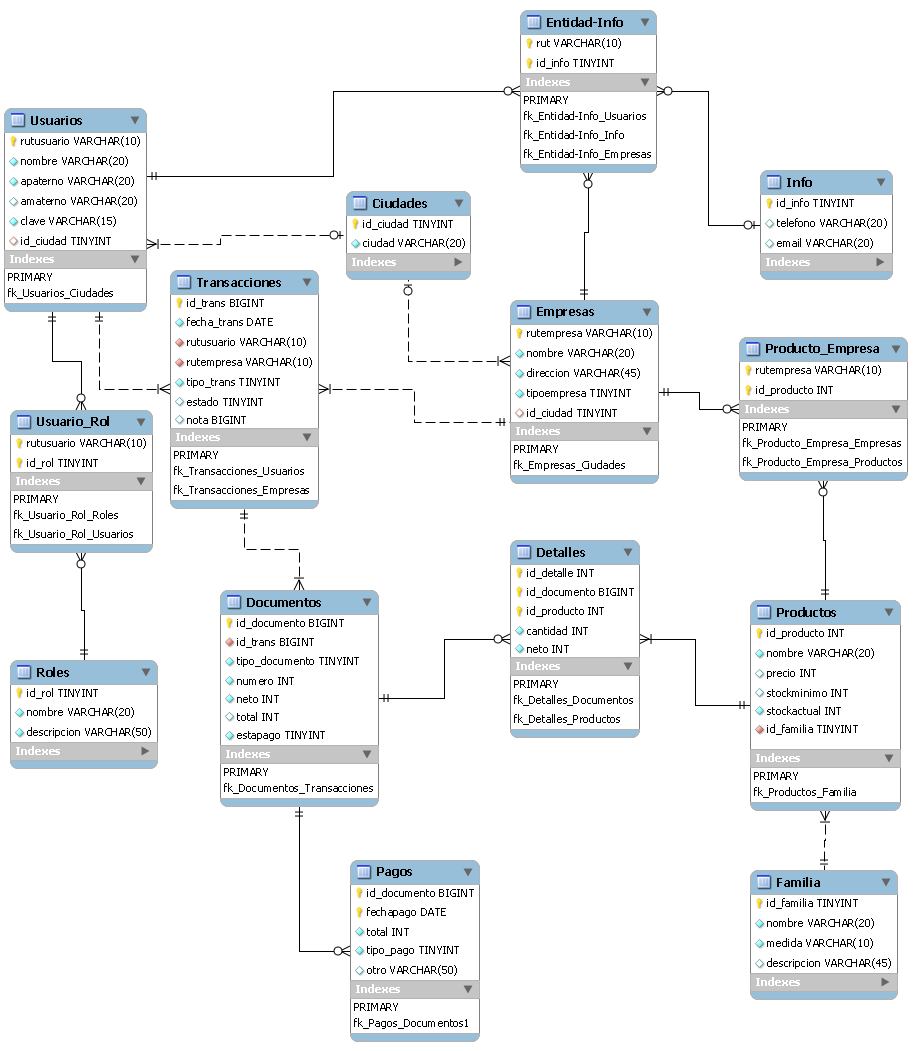 Entidad-Info
rut VARCHAR(10)
id_info TINYINT
Indexes
PRIMARY
fk_Entidad-Info_Usuarios
fk_Entidad-Info_Info
fk_Entidad-Info_Empresas
Usuarios
rutusuario VARCHAR(10)
nombre VARCHAR(20)
apaterno VARCHAR(20)
amaterno VARCHAR(20)
clave VARCHAR(15)
id_ciudad TINYINT
Indexes
PRIMARY
fk_Usuarios_Ciudades
Ciudades
id_ciudad TINYINT
ciudad VARCHAR(20)
Indexes
Info
id_info TINYINT
telefono VARCHAR(20)
email VARCHAR(20)
Indexes
Transacciones
id_trans BIGINT
fecha_trans DATE
rutusuario VARCHAR(10)
rutempresa VARCHAR(10)
tipo_trans TINYINT
estado TINYINT
nota BIGINT
Indexes
PRIMARY
fk_Transacciones_Usuarios
fk_Transacciones_Empresas
Empresas
rutempresa VARCHAR(10)
nombre VARCHAR(20)
direccion VARCHAR(45)
tipoempresa TINYINT
id_ciudad TINYINT
Indexes
PRIMARY
fk_Empresas_Ciudades
Producto_Empresa
rutempresa VARCHAR(10)
id_producto INT
Indexes
PRIMARY
fk_Producto_Empresa_Empresas
fk_Producto_Empresa_Productos
Usuario_Rol
rutusuario VARCHAR(10)
id_rol TINYINT
Indexes
PRIMARY
fk_Usuario_Rol_Roles
fk_Usuario_Rol_Usuarios
Detalles
id_detalle INT
id_documento BIGINT
id_producto INT
cantidad INT
neto INT
Indexes
PRIMARY
fk_Detalles_Documentos
fk_Detalles_Productos
Documentos
id_documento BIGINT
id_trans BIGINT
tipo_documento TINYINT
numero INT
neto INT
total INT
estapago TINYINT
Indexes
PRIMARY
fk_Documentos_Transacciones
Productos
id_producto INT
nombre VARCHAR(20)
precio INT
stockminimo INT
stockactual INT
id_familia TINYINT
Indexes
PRIMARY
fk_Productos_Familia
Roles
id_rol TINYINT
nombre VARCHAR(20)
descripcion VARCHAR(50)
Indexes
Pagos
id_documento BIGINT
fechapago DATE
total INT
tipo_pago TINYINT
otro VARCHAR(50)
Indexes
PRIMARY
fk_Pagos_Documentos1
Familia
id_familia TINYINT
nombre VARCHAR(20)
medida VARCHAR(10)
descripcion VARCHAR(45)
Indexes